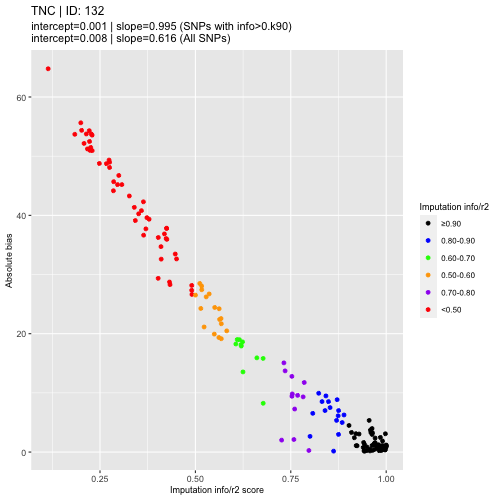 TNC | ID: 132
intercept=0.001 | slope=0.995 (SNPs with info>0.k90)
intercept=0.008 | slope=0.616 (All SNPs)
60
40
20
0
Absolute bias
0.25 0.50 0.75 1.00
Imputation info/r2 score
Imputation info/r2
≥0.90
0.80-0.90
0.60-0.70
0.50-0.60
0.70-0.80
<0.50